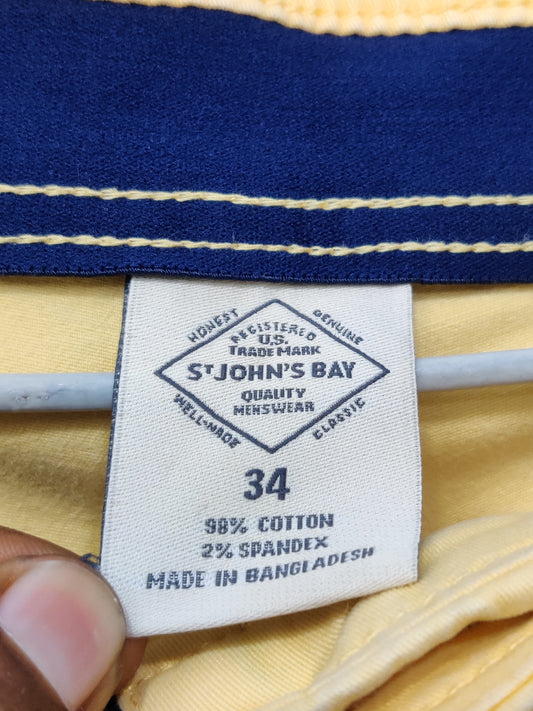 HONEST
GENUINE
REGISTERED
U.S.
TRADE MARK
ST JOHN'S BAY
QUALITY
MENSWEAR
WELL-MADE
CLASSIC
34
98% COTTON
2% SPANDEX
MADE IN BANGLADESH